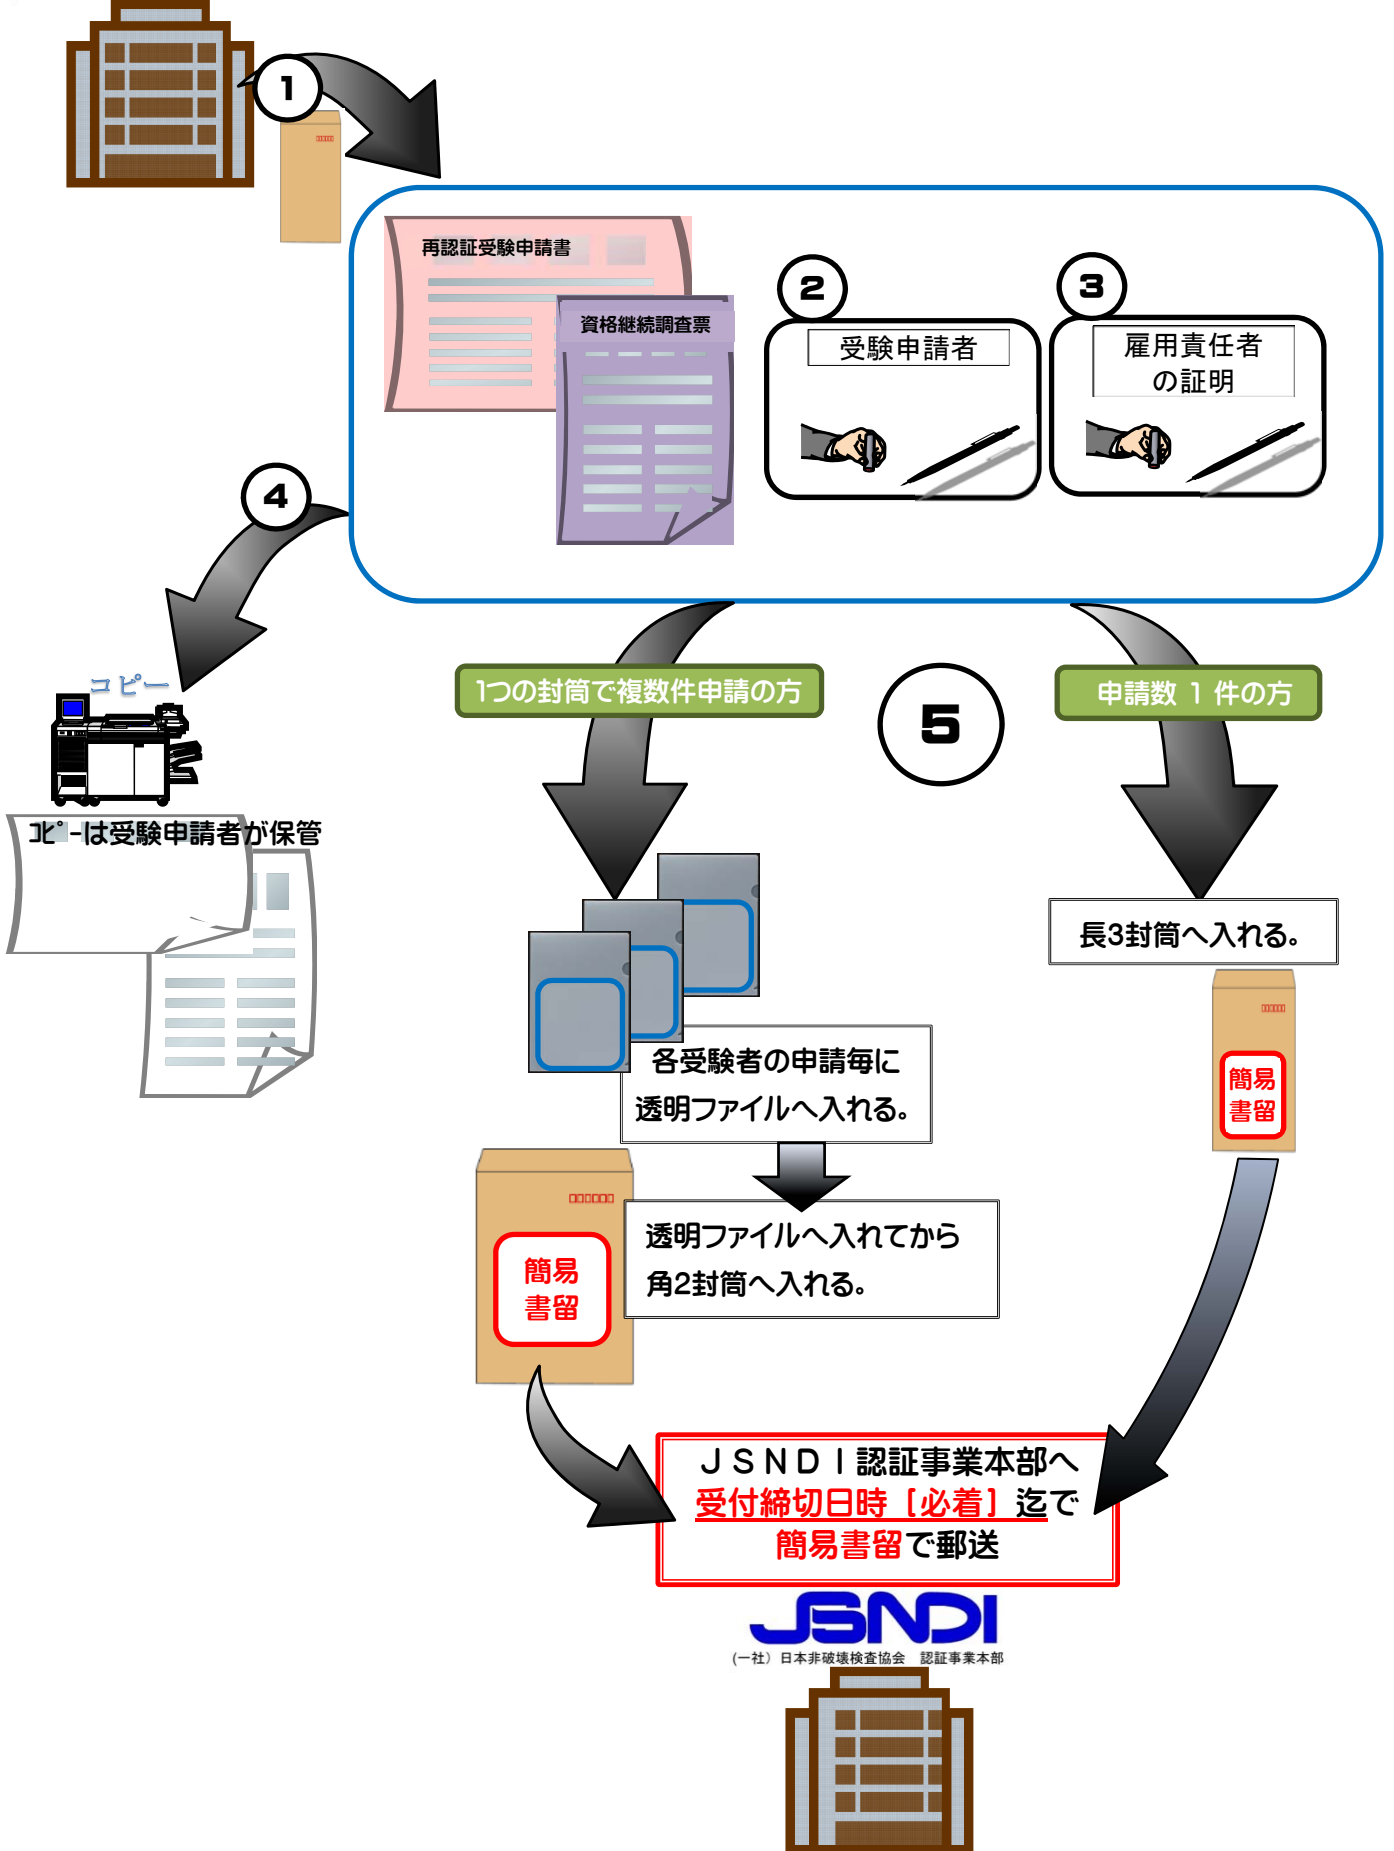 1
再認証受験申請書
資格継続調査票
2
受験申請者
3
雇用責任者
の証明
4
コピー
ｺﾋﾟｰは受験申請者が保管
1つの封筒で複数件申請の方
5
申請数 1 件の方
長3封筒へ入れる。
簡易
書留
各受験者の申請毎に
透明ファイルへ入れる。
透明ファイルへ入れてから
角2封筒へ入れる。
簡易
書留
ＪＳＮＤＩ認証事業本部へ
受付締切日時［必着］迄で
簡易書留で郵送
JSNDI
(一社）日本非破壊検査協会　認証事業本部